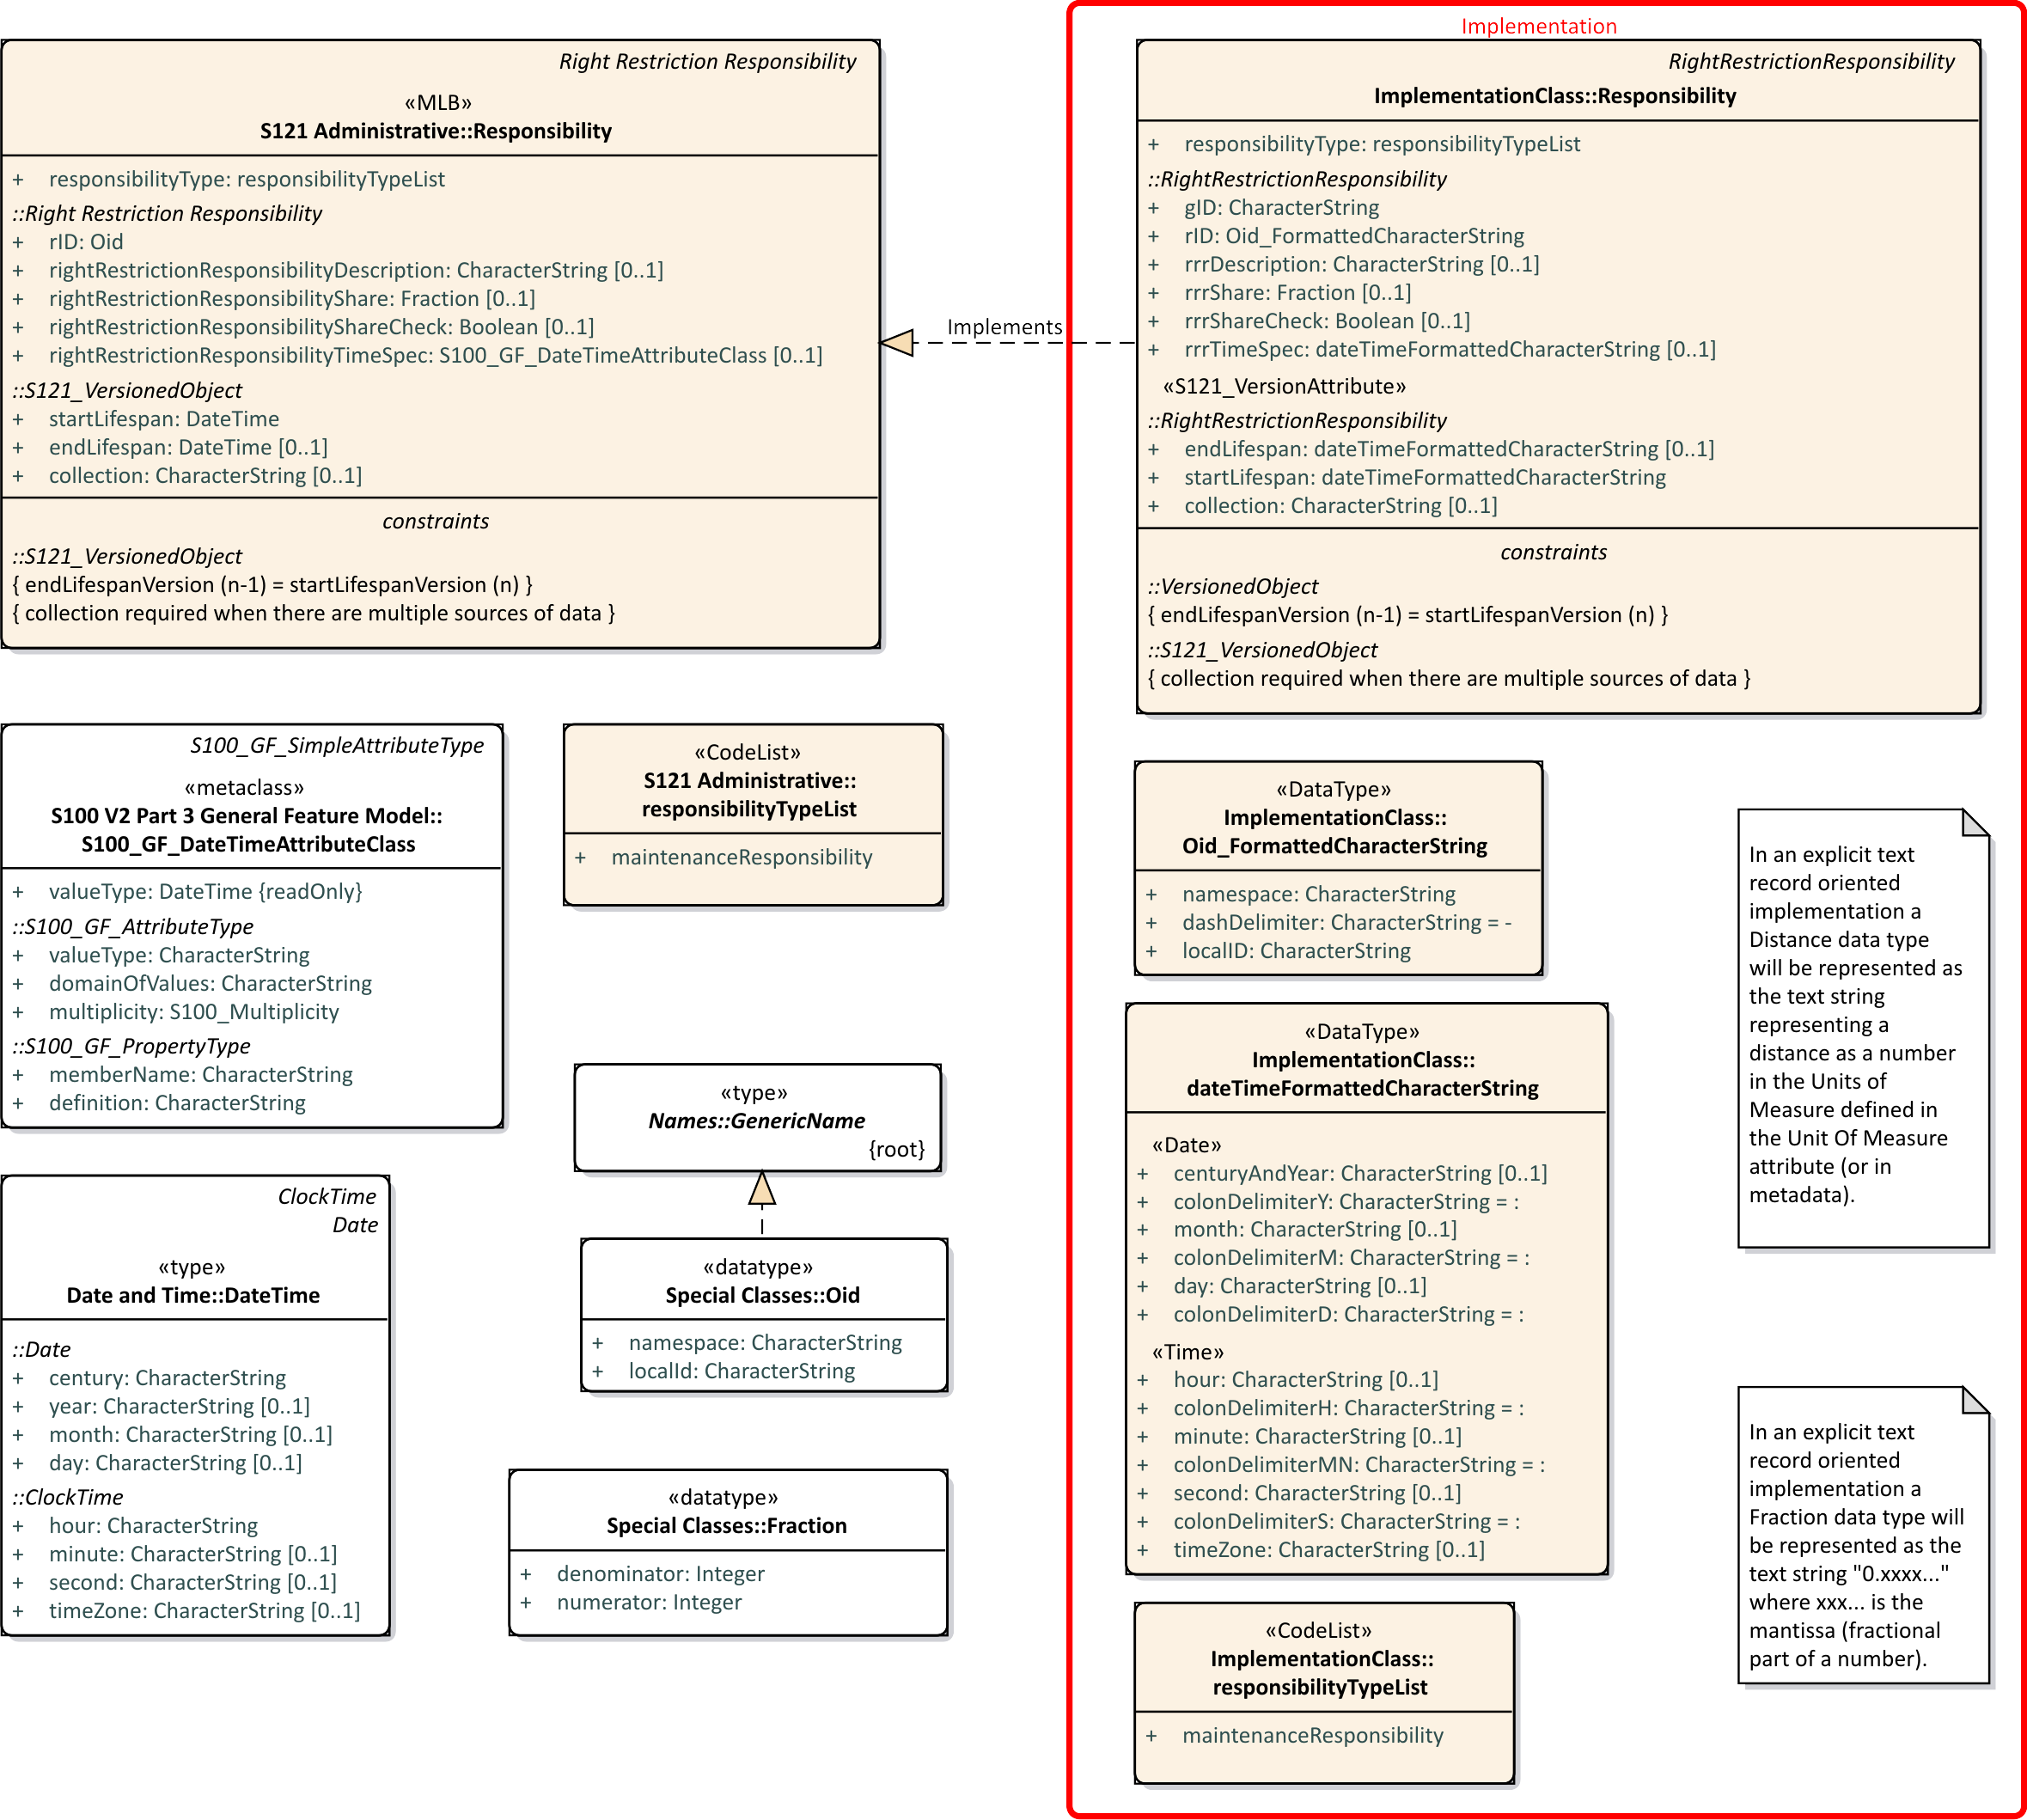 Implementation
Right Restriction Responsibility
«MLB»
S121 Administrative::Responsibility
+ responsibilityType: responsibilityTypeList
::Right Restriction Responsibility
+ rID: Oid
+ rightRestrictionResponsibilityDescription: CharacterString [0..1]
+ rightRestrictionResponsibilityShare: Fraction [0..1]
+ rightRestrictionResponsibilityShareCheck: Boolean [0..1]
+ rightRestrictionResponsibilityTimeSpec: S100_GF_DateTimeAttributeClass [0..1]
::S121_VersionedObject
+ startLifespan: DateTime
+ endLifespan: DateTime [0..1]
+ collection: CharacterString [0..1]
constraints
::S121_VersionedObject
{ endLifespanVersion (n-1) = startLifespanVersion (n) }
{ collection required when there are multiple sources of data }
Implements
RightRestrictionResponsibility
ImplementationClass::Responsibility
+ responsibilityType: responsibilityTypeList
::RightRestrictionResponsibility
+ gID: CharacterString
+ rID: Oid_FormattedCharacterString
+ rrrDescription: CharacterString [0..1]
+ rrrShare: Fraction [0..1]
+ rrrShareCheck: Boolean [0..1]
+ rrrTimeSpec: dateTimeFormattedCharacterString [0..1]
«S121_VersionAttribute»
::RightRestrictionResponsibility
+ endLifespan: dateTimeFormattedCharacterString [0..1]
+ startLifespan: dateTimeFormattedCharacterString
+ collection: CharacterString [0..1]
constraints
::VersionedObject
{ endLifespanVersion (n-1) = startLifespanVersion (n) }
::S121_VersionedObject
{ collection required when there are multiple sources of data }
S100_GF_SimpleAttributeType
«metaclass»
S100 V2 Part 3 General Feature Model::
S100_GF_DateTimeAttributeClass
+ valueType: DateTime {readOnly}
::S100_GF_AttributeType
+ valueType: CharacterString
+ domainOfValues: CharacterString
+ multiplicity: S100_Multiplicity
::S100_GF_PropertyType
+ memberName: CharacterString
+ definition: CharacterString
«CodeList»
S121 Administrative::
responsibilityTypeList
+ maintenanceResponsibility
«DataType»
ImplementationClass::
Oid_FormattedCharacterString
+ namespace: CharacterString
+ dashDelimiter: CharacterString = -
+ localID: CharacterString
In an explicit text
record oriented
implementation a
Distance data type
will be represented as
the text string
representing a
distance as a number
in the Units of
Measure defined in
the Unit Of Measure
attribute (or in
metadata).
«type»
Names::GenericName
{root}
«DataType»
ImplementationClass::
dateTimeFormattedCharacterString
«Date»
+ centuryAndYear: CharacterString [0..1]
+ colonDelimiterY: CharacterString = :
+ month: CharacterString [0..1]
+ colonDelimiterM: CharacterString = :
+ day: CharacterString [0..1]
+ colonDelimiterD: CharacterString = :
«Time»
+ hour: CharacterString [0..1]
+ colonDelimiterH: CharacterString = :
+ minute: CharacterString [0..1]
+ colonDelimiterMN: CharacterString = :
+ second: CharacterString [0..1]
+ colonDelimiterS: CharacterString = :
+ timeZone: CharacterString [0..1]
ClockTime
Date
«type»
Date and Time::DateTime
::Date
+ century: CharacterString
+ year: CharacterString [0..1]
+ month: CharacterString [0..1]
+ day: CharacterString [0..1]
::ClockTime
+ hour: CharacterString
+ minute: CharacterString [0..1]
+ second: CharacterString [0..1]
+ timeZone: CharacterString [0..1]
«datatype»
Special Classes::Oid
+ namespace: CharacterString
+ localId: CharacterString
«datatype»
Special Classes::Fraction
+ denominator: Integer
+ numerator: Integer
In an explicit text
record oriented
implementation a
Fraction data type will
be represented as the
text string "0.xxxx..."
where xxx... is the
mantissa (fractional
part of a number).
«CodeList»
ImplementationClass::
responsibilityTypeList
+ maintenanceResponsibility